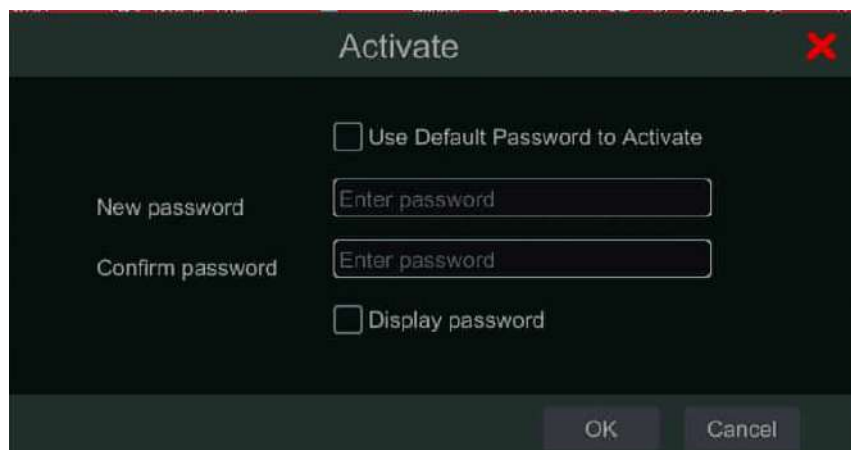 Activate
Use Default Password to Activate
New password
Enter password
Confirm password
Enter password
Display password
OK
Cancel